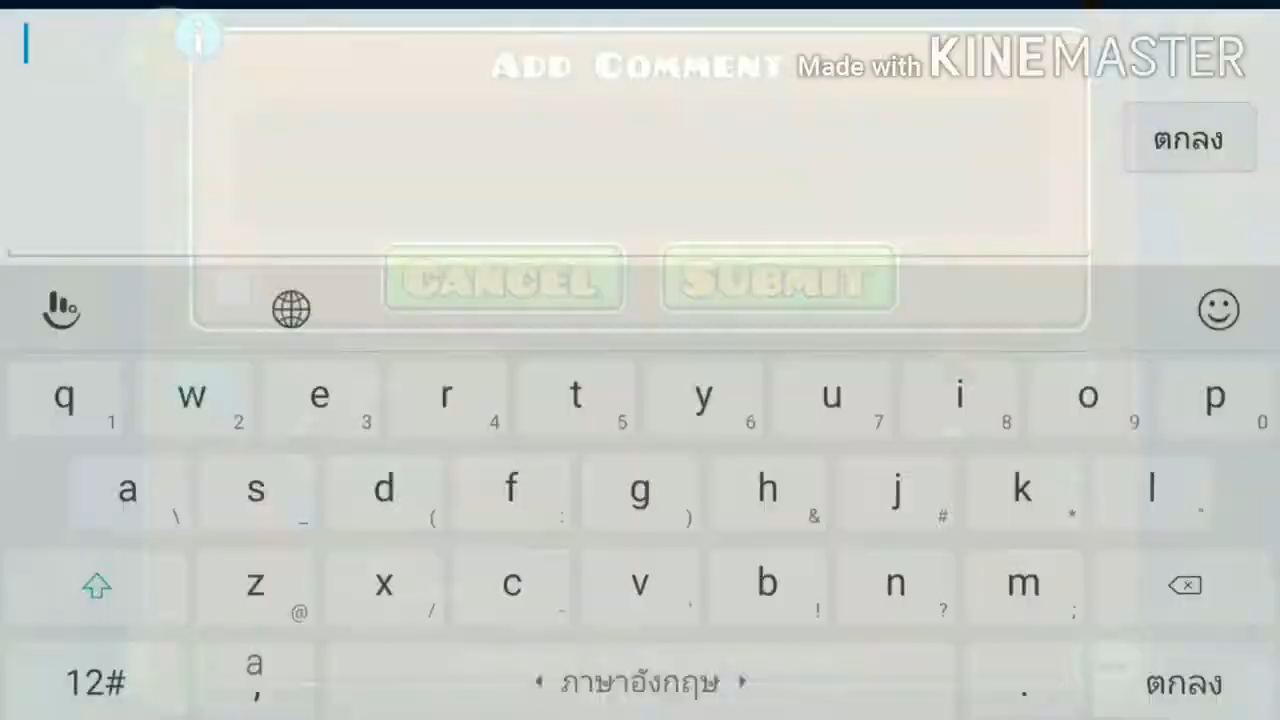 i
Add Comment
Made with KINEMASTER
ตกลง
Cancel Submit
q 1 w 2 e 3 r 4 t 5 y 6 u 7 i 8 o 9 p 0
a \ s _ d ( f : g ) h & j # k * l "
z @ x / c - v ' b ! n ? m ;
12# a , ภาษาอังกฤษ . ตกลง